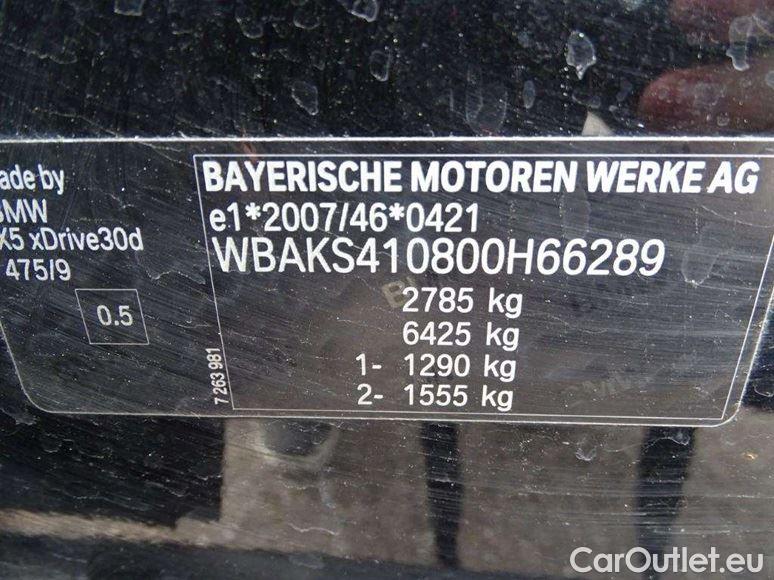 ade by
BMW
X5 xDrive30d
475/9
0.5
BAYERISCHE MOTOREN WERKE AG
e1*2007/46*0421
WBAKS410800H66289
2785 kg
6425 kg
1- 1290 kg
2- 1555 kg
7 263 981
CarOutlet.eu